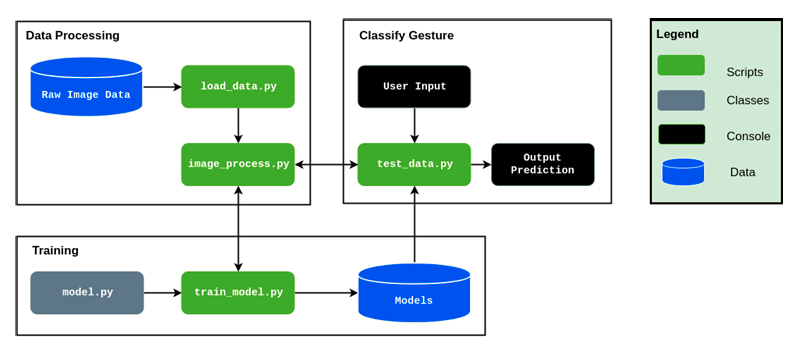 Data Processing
Raw Image Data
load_data.py
image_process.py
Classify Gesture
User Input
test_data.py
Output
Prediction
Training
model.py
train_model.py
Models
Legend
Scripts
Classes
Console
Data